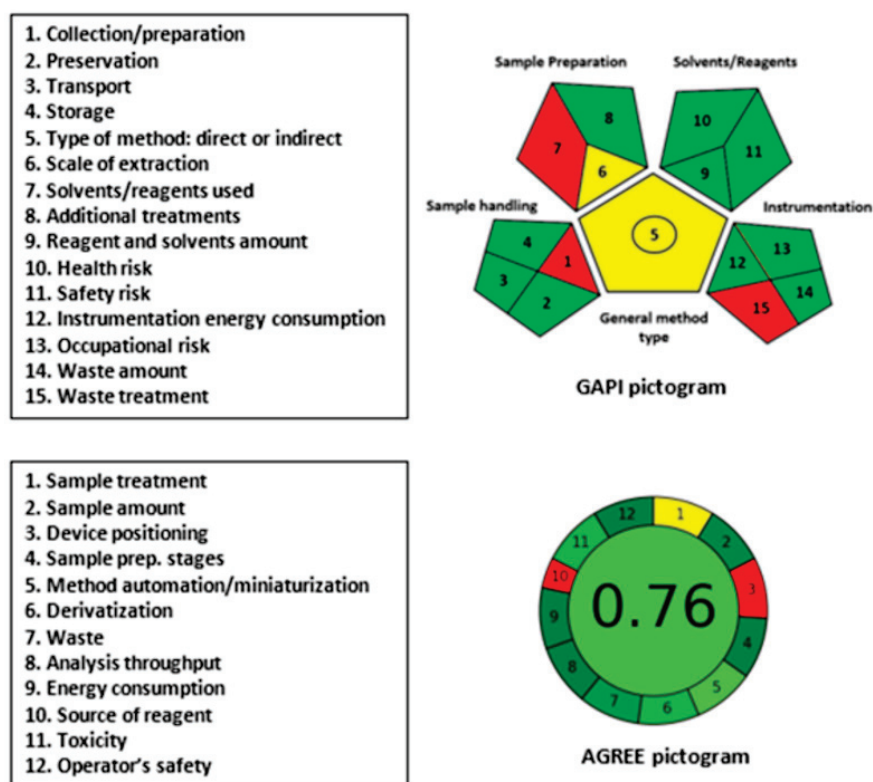 1. Collection/preparation
2. Preservation
3. Transport
4. Storage
5. Type of method: direct or indirect
6. Scale of extraction
7. Solvents/reagents used
8. Additional treatments
9. Reagent and solvents amount
10. Health risk
11. Safety risk
12. Instrumentation energy consumption
13. Occupational risk
14. Waste amount
15. Waste treatment
Sample Preparation
Solvents/Reagents
8
7
6
10
11
9
Sample handling
Instrumentation
5
4
1
3
2
13
12
14
15
General method
type
GAPI pictogram
1. Sample treatment
2. Sample amount
3. Device positioning
4. Sample prep. stages
5. Method automation/miniaturization
6. Derivatization
7. Waste
8. Analysis throughput
9. Energy consumption
10. Source of reagent
11. Toxicity
12. Operator's safety
12
1
11
2
10
3
0.76
9
4
8
5
7
6
AGREE pictogram